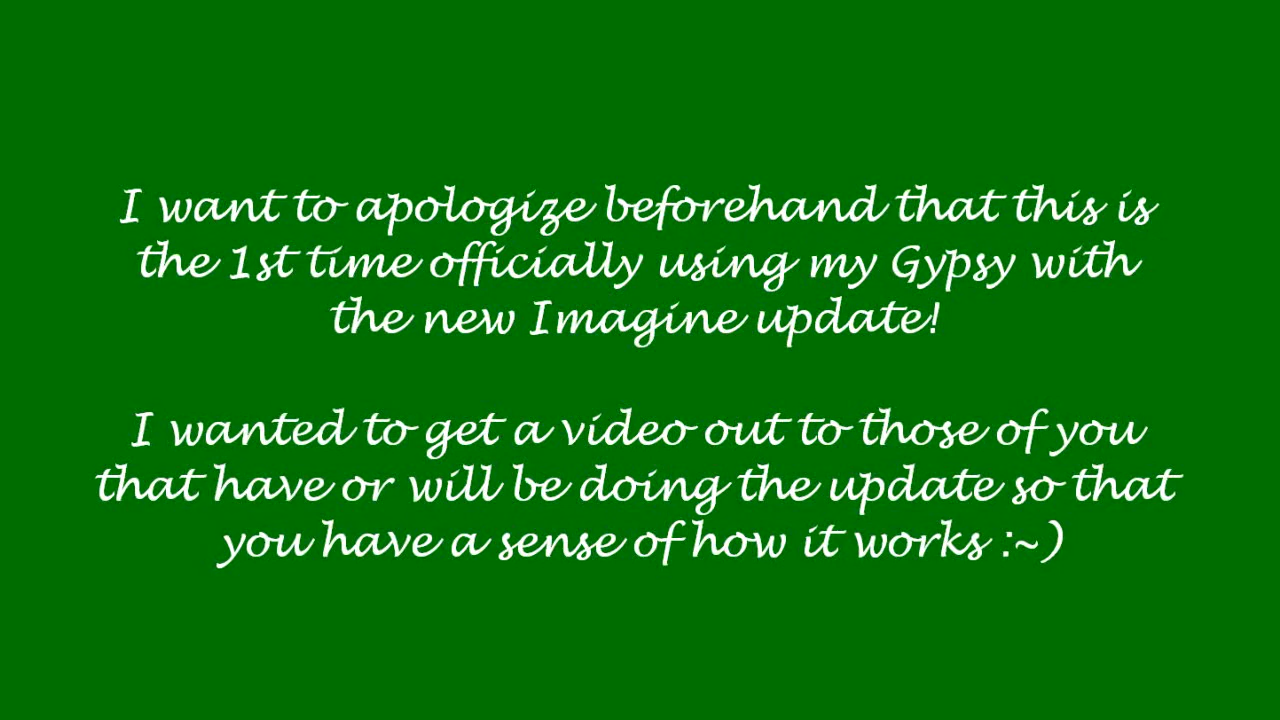 I want to apologize beforehand that this is
the 1st time officially using my Gypsy with
the new Imagine update!
I wanted to get a video out to those of you
that have or will be doing the update so that
you have a sense of how it works :~)